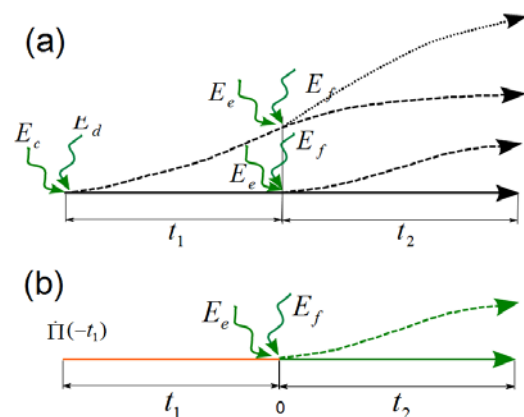 (a)
E_e E_f
E_c E_d E_e E_f
t_1 t_2
(b)
E_e E_f
Π̇(-t_1)
t_1 0 t_2